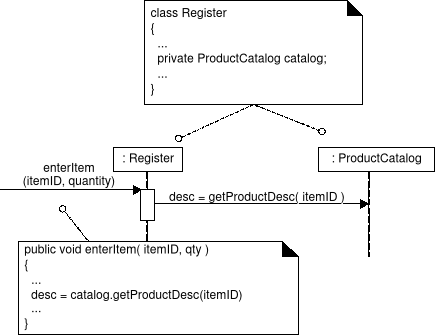 class Register
{
...
private ProductCatalog catalog;
...
}
: Register
: ProductCatalog
enterItem
(itemID, quantity)
desc = getProductDesc( itemID )
public void enterItem( itemID, qty )
{
...
desc = catalog.getProductDesc(itemID)
...
}